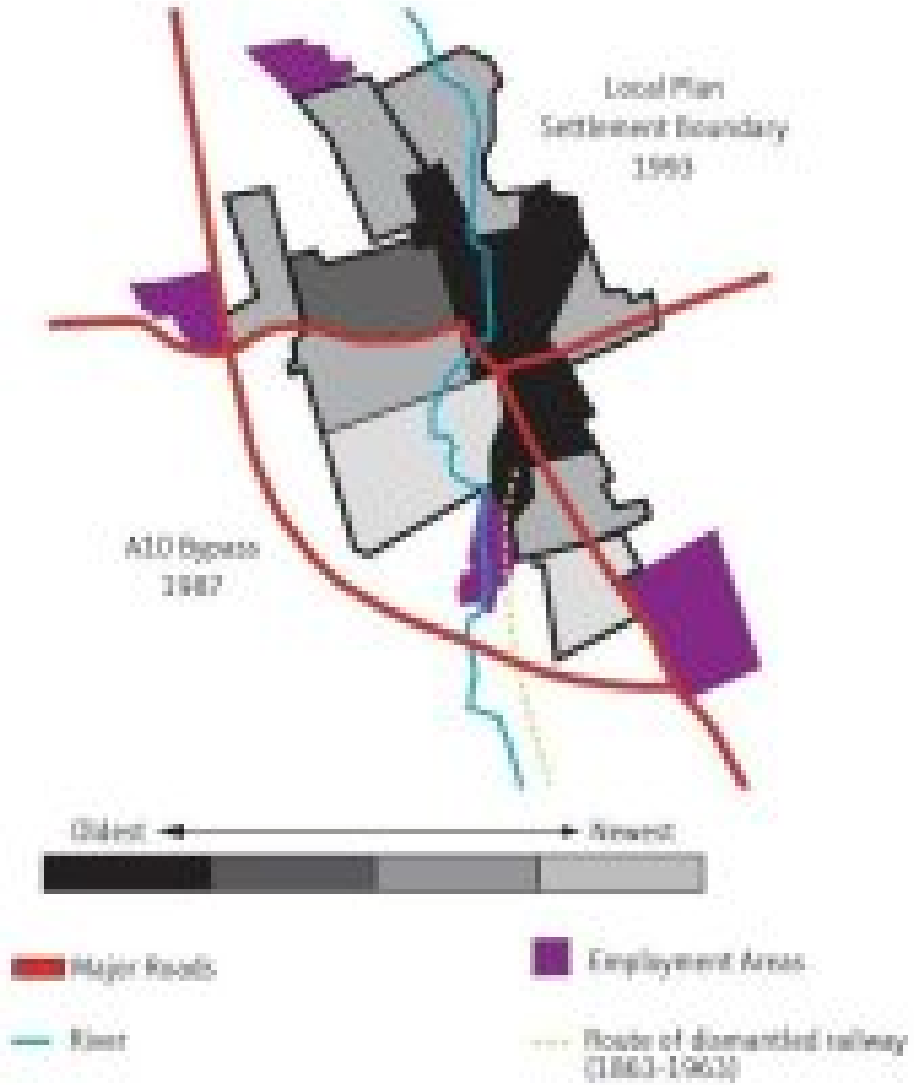 Local Plan
Settlement Boundary
1993
A10 Bypass
1987
Oldest
Newest
Major Roads
Employment Areas
River
Route of dismantled railway
(1863-1963)